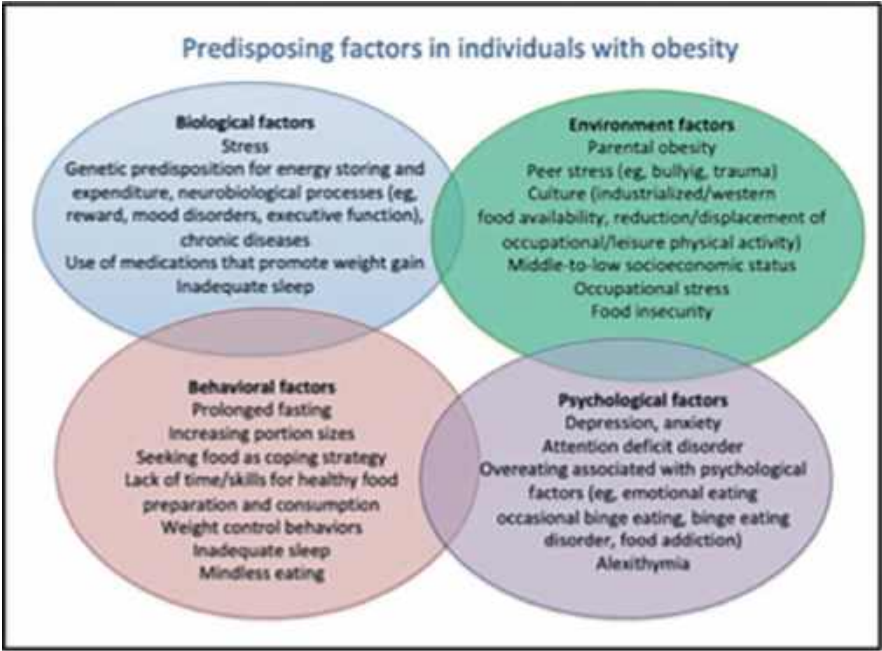 Predisposing factors in individuals with obesity
Biological factors
Stress
Genetic predisposition for energy storing and
expenditure, neurobiological processes (eg,
reward, mood disorders, executive function),
chronic diseases
Use of medications that promote weight gain
Inadequate sleep
Environment factors
Parental obesity
Peer stress (eg, bullyig, trauma)
Culture (industrialized/western
food availability, reduction/displacement of
occupational/leisure physical activity)
Middle-to-low socioeconomic status
Occupational stress
Food insecurity
Behavioral factors
Prolonged fasting
Increasing portion sizes
Seeking food as coping strategy
Lack of time/skills for healthy food
preparation and consumption
Weight control behaviors
Inadequate sleep
Mindless eating
Psychological factors
Depression, anxiety
Attention deficit disorder
Overeating associated with psychological
factors (eg, emotional eating
occasional binge eating, binge eating
disorder, food addiction)
Alexithymia